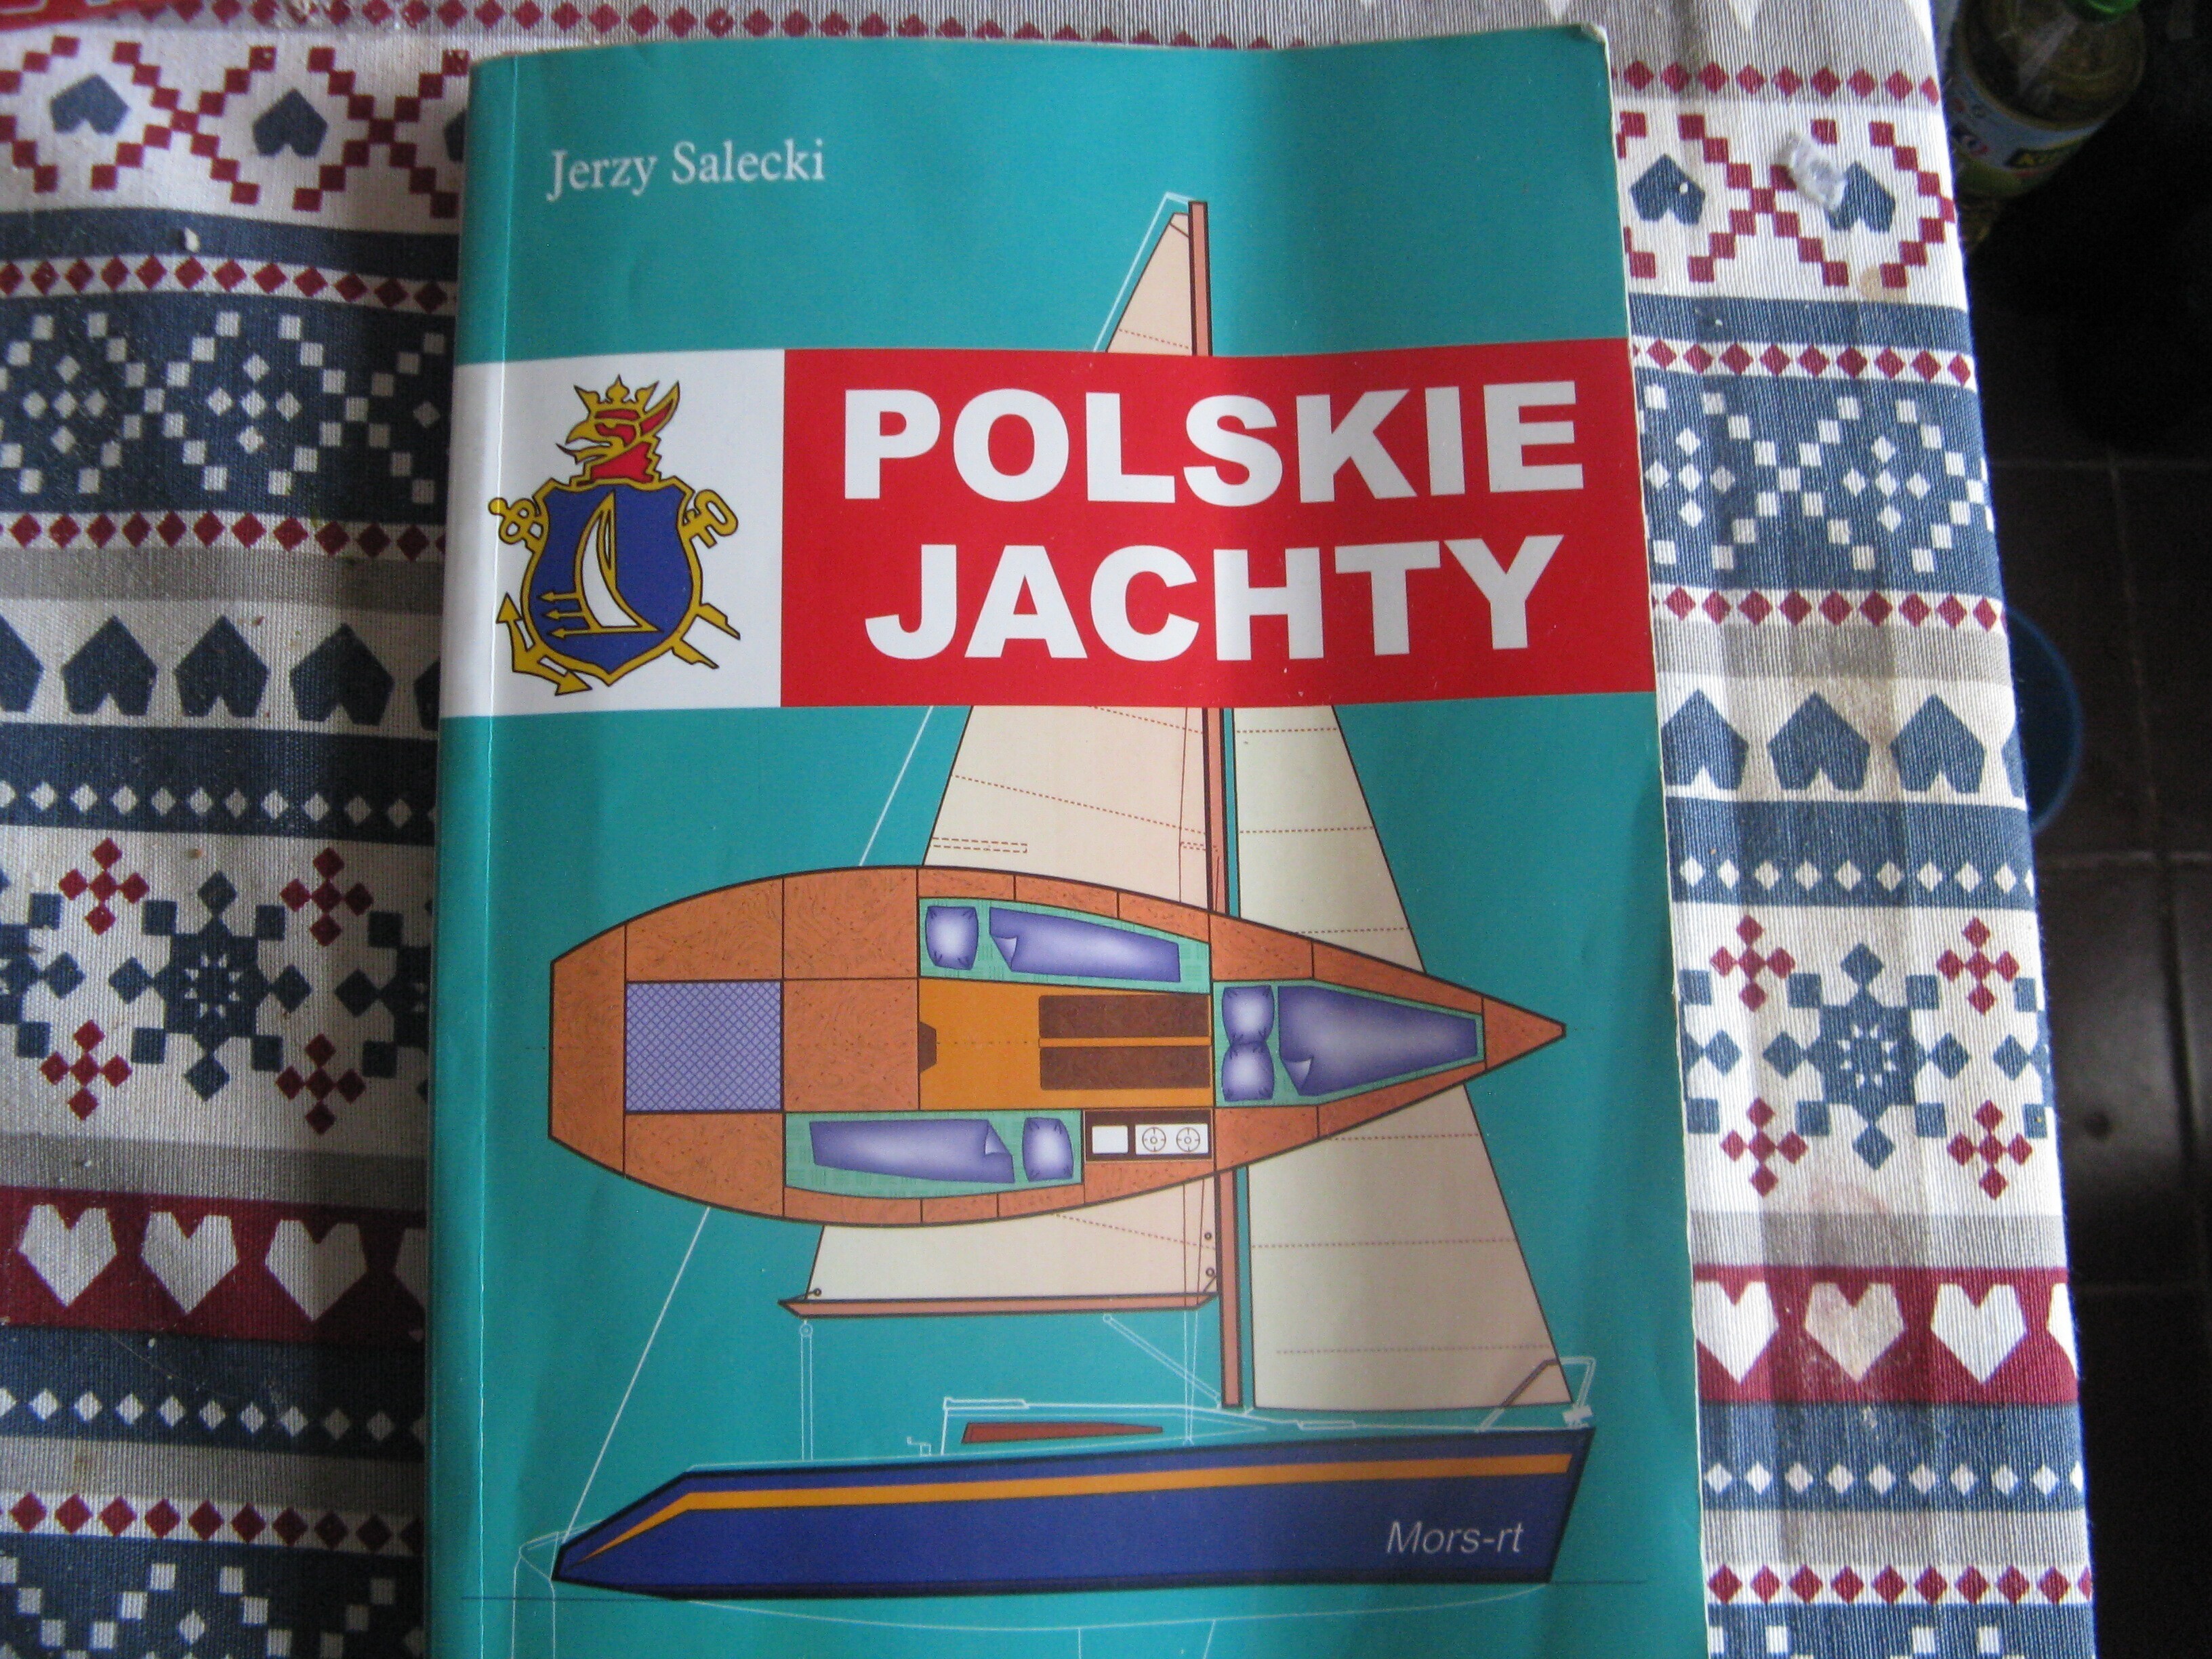 Jerzy Salecki
POLSKIE
JACHTY
Mors-rt